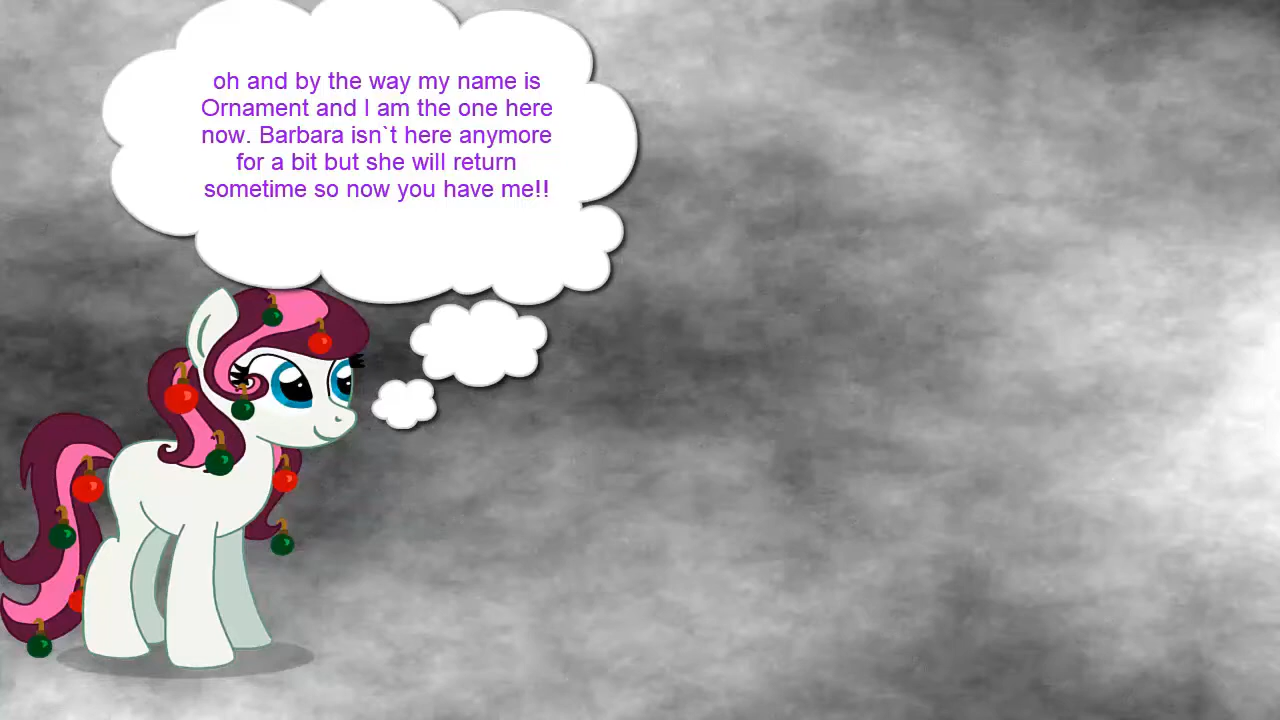 oh and by the way my name is
Ornament and I am the one here
now. Barbara isn`t here anymore
for a bit but she will return
sometime so now you have me!!